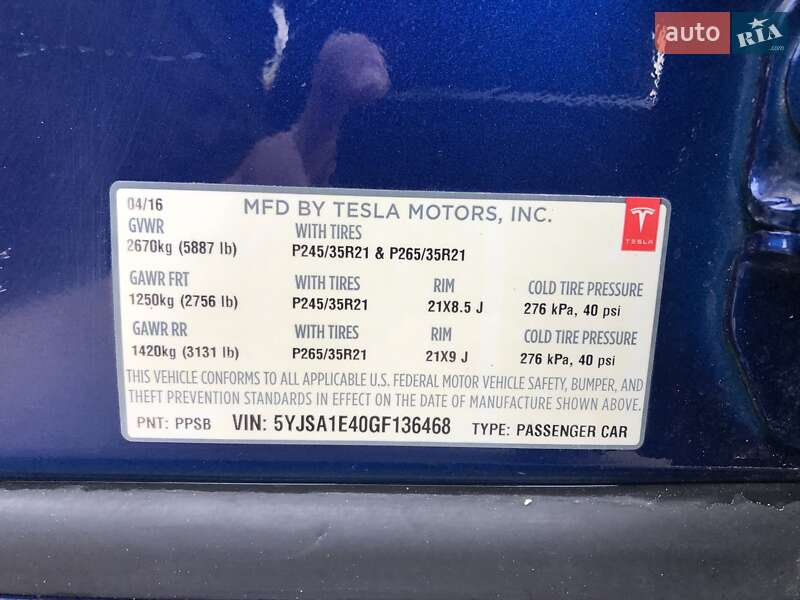 auto RIA.com
04/16 MFD BY TESLA MOTORS, INC.
GVWR WITH TIRES
2670kg (5887 lb) P245/35R21 & P265/35R21
TESLA
GAWR FRT WITH TIRES RIM COLD TIRE PRESSURE
1250kg (2756 lb) P245/35R21 21X8.5 J 276 kPa, 40 psi
GAWR RR WITH TIRES RIM COLD TIRE PRESSURE
1420kg (3131 lb) P265/35R21 21X9 J 276 kPa, 40 psi
THIS VEHICLE CONFORMS TO ALL APPLICABLE U.S. FEDERAL MOTOR VEHICLE SAFETY, BUMPER, AND
THEFT PREVENTION STANDARDS IN EFFECT ON THE DATE OF MANUFACTURE SHOWN ABOVE.
PNT: PPSB VIN: 5YJSA1E40GF136468 TYPE: PASSENGER CAR